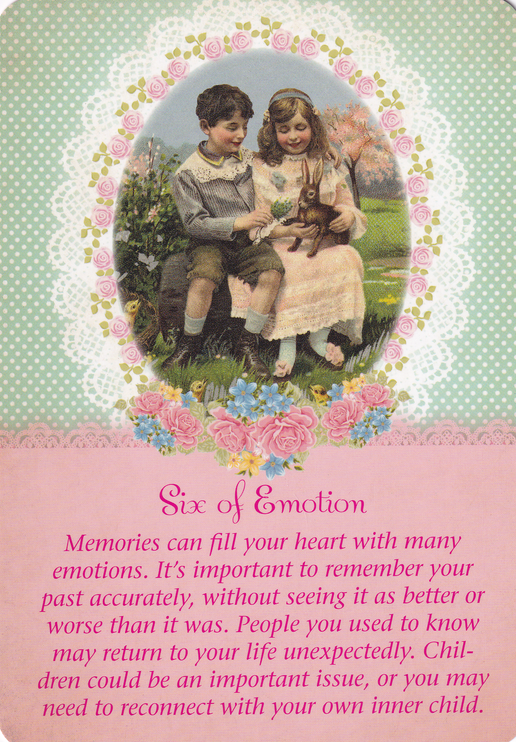 Six of Emotion
Memories can fill your heart with many
emotions. It's important to remember your
past accurately, without seeing it as better or
worse than it was. People you used to know
may return to your life unexpectedly. Chil-
dren could be an important issue, or you may
need to reconnect with your own inner child.